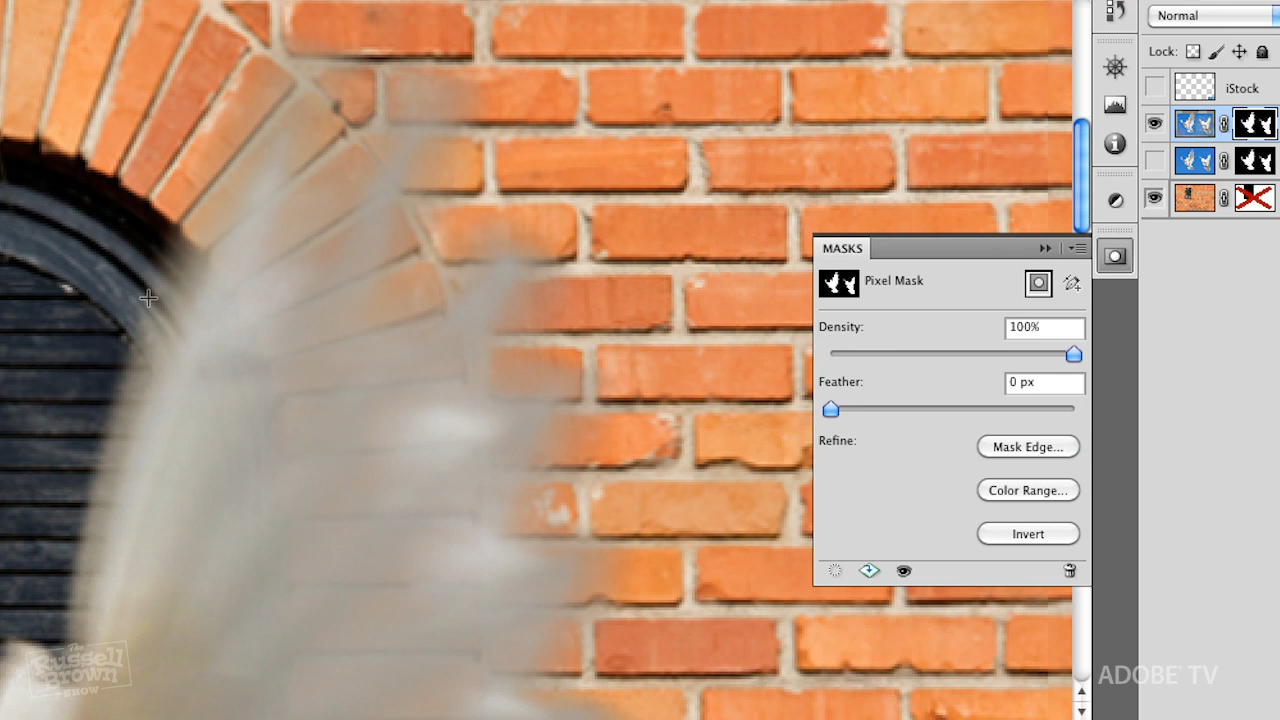 Normal
Lock:
iStock
MASKS
Pixel Mask
Density:
100%
Feather:
0 px
Refine:
Mask Edge...
Color Range...
Invert
The
Russell
Brown
SHOW
ADOBE TV